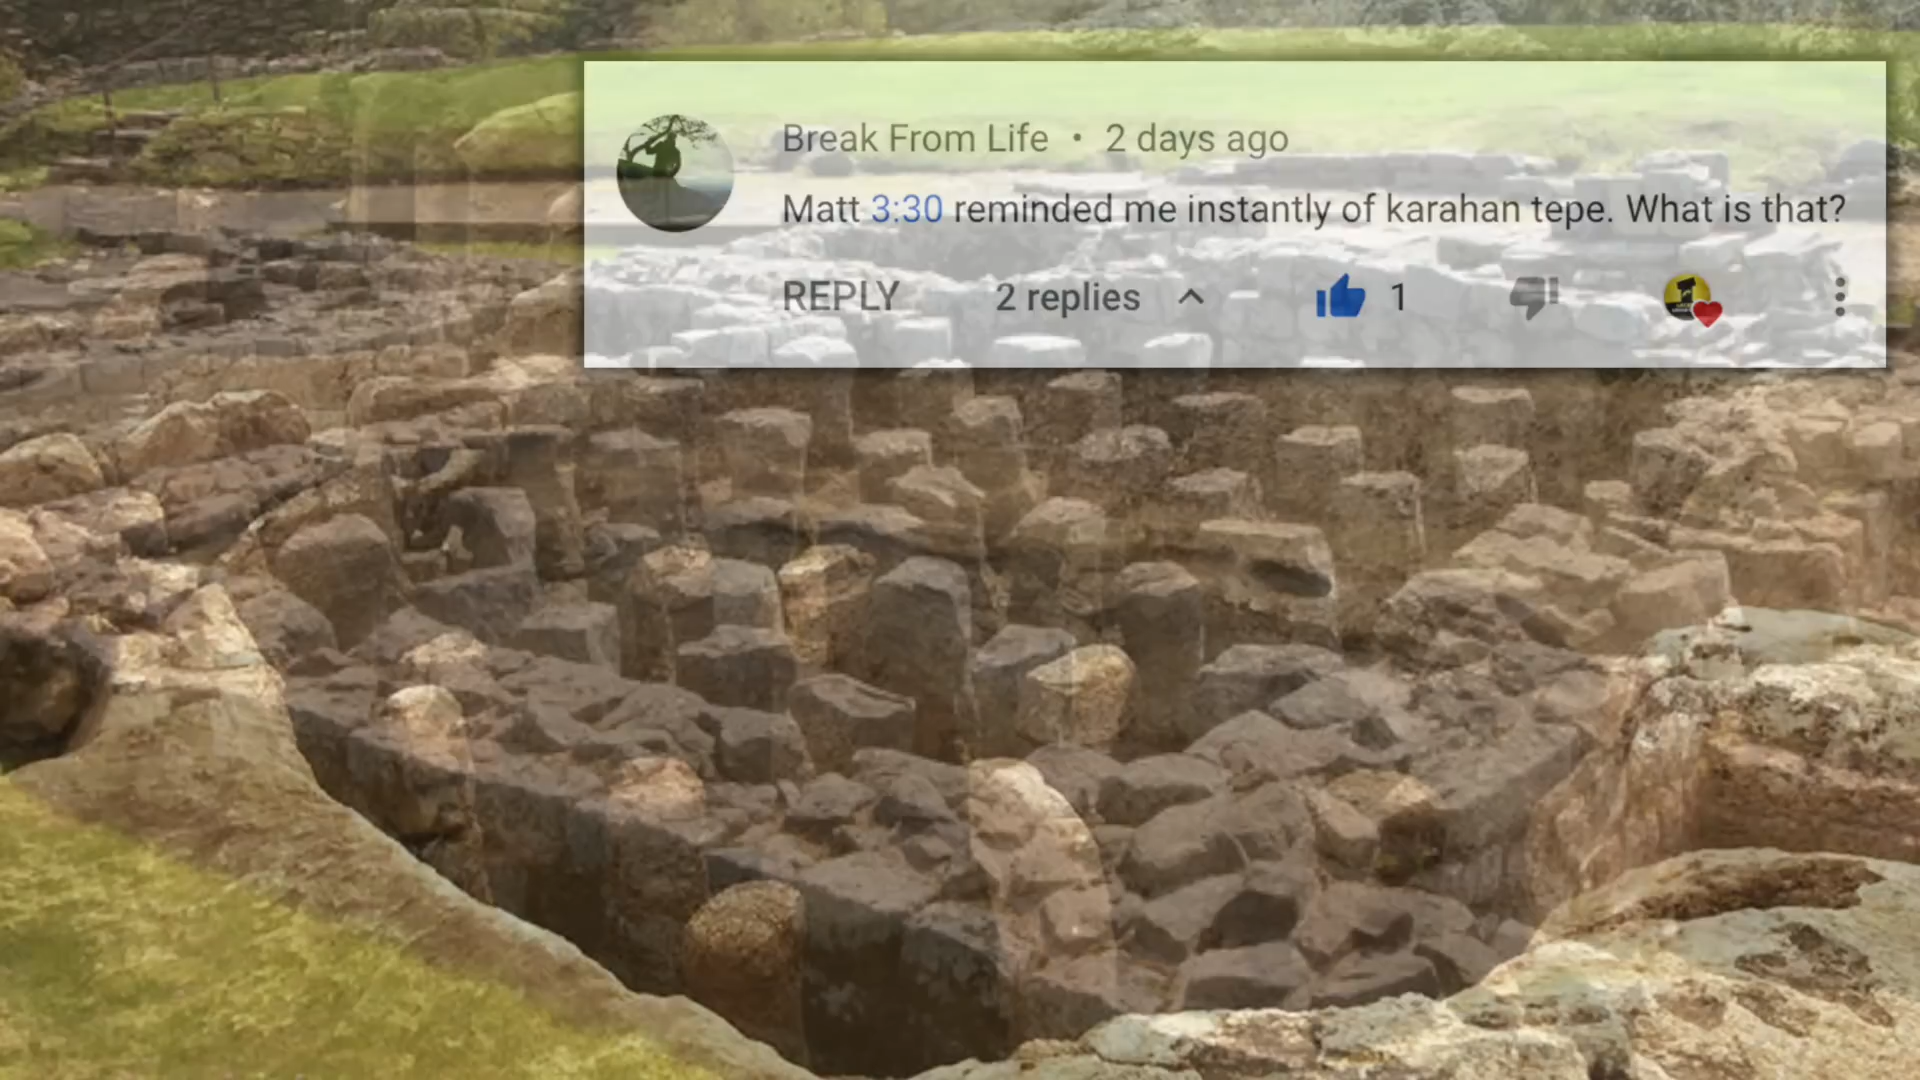 Break From Life • 2 days ago
Matt 3:30 reminded me instantly of karahan tepe. What is that?
REPLY 2 replies 1